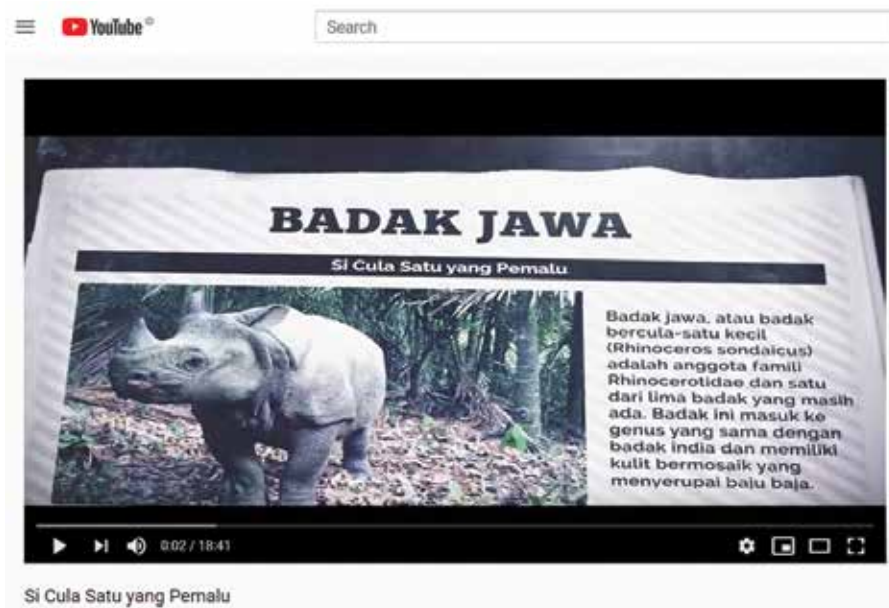 YouTube
Search
BADAK JAWA
Si Cula Satu yang Pemalu
Badak jawa, atau badak
bercula-satu kecil
(Rhinoceros sondaicus)
adalah anggota famili
Rhinocerotidae dan satu
dari lima badak yang masih
ada. Badak ini masuk ke
genus yang sama dengan
badak india dan memiliki
kulit bermosaik yang
menyerupai baju baja.
0:02 / 18:41
Si Cula Satu yang Pemalu